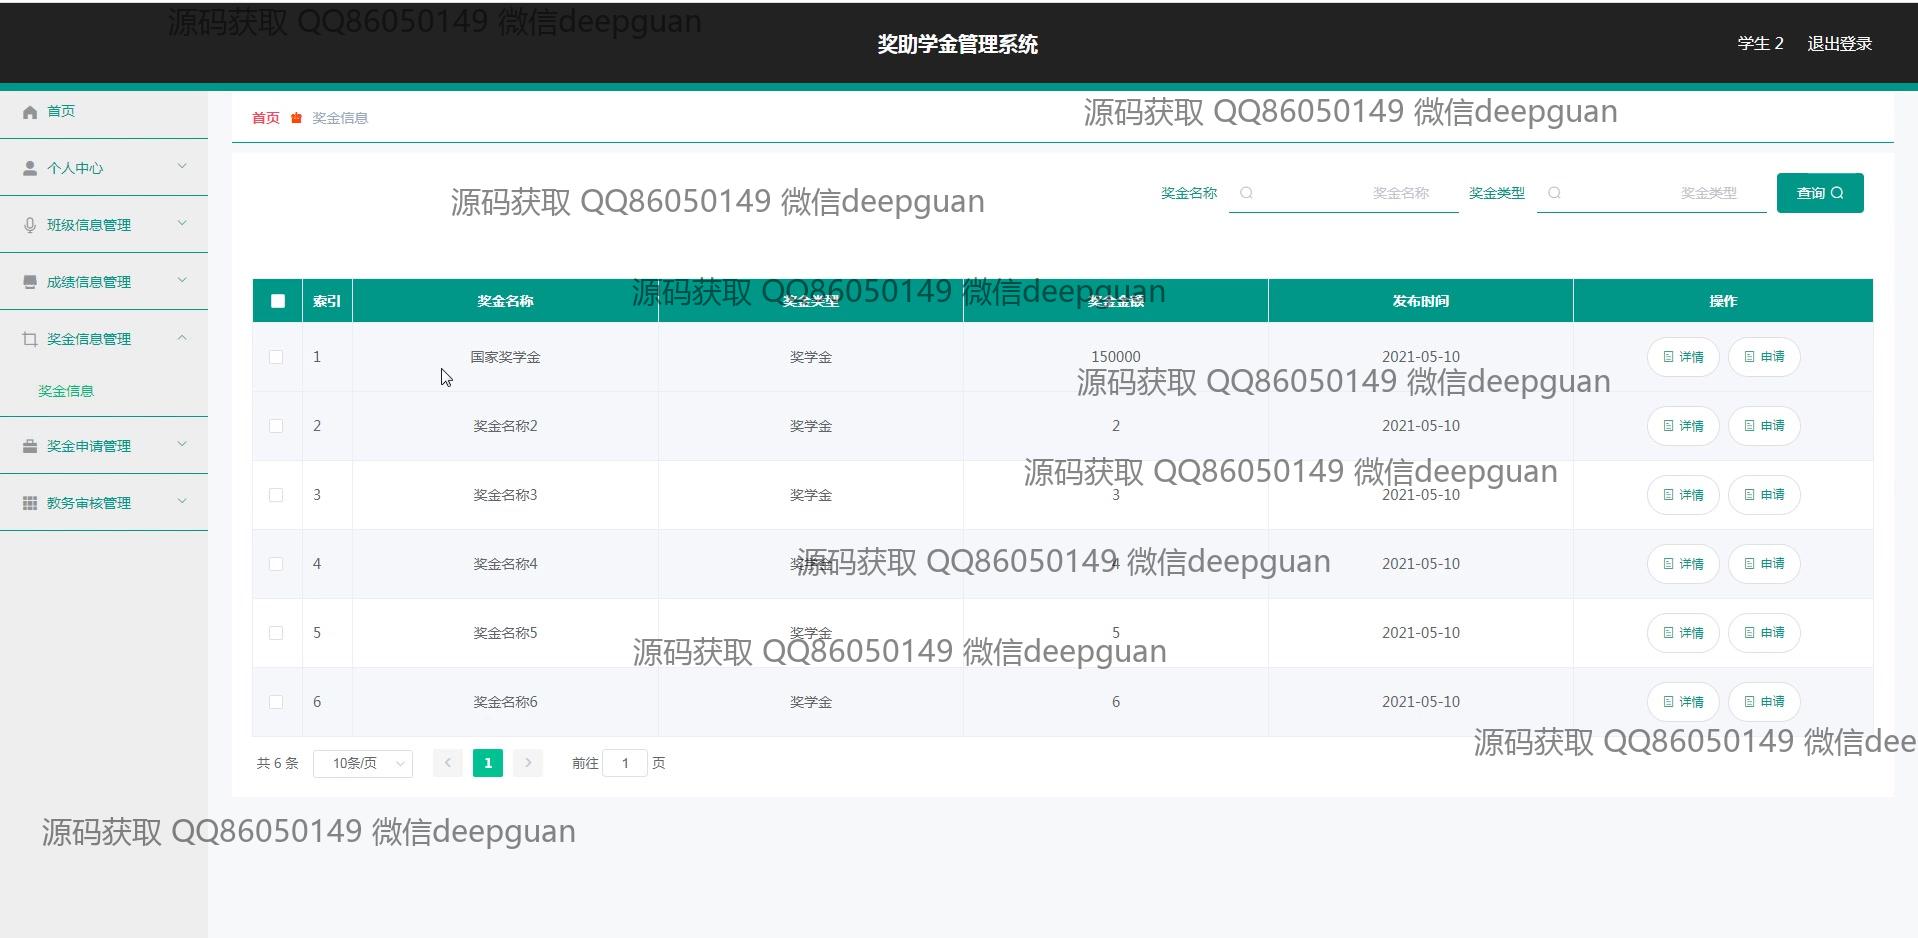 源码获取 QQ86050149 微信deepguan
奖助学金管理系统
学生 2 退出登录
首页
个人中心
班级信息管理
成绩信息管理
奖金信息管理
奖金信息
奖金申请管理
教务审核管理
首页 奖金信息
源码获取 QQ86050149 微信deepguan
源码获取 QQ86050149 微信deepguan
奖金名称 奖金名称 奖金类型 奖金类型 查询
源码获取 QQ86050149 微信deepguan
索引 奖金名称 奖金类型 奖金金额 发布时间 操作
1 国家奖学金 奖学金 150000 2021-05-10 详情 申请
源码获取 QQ86050149 微信deepguan
2 奖金名称2 奖学金 2 2021-05-10 详情 申请
源码获取 QQ86050149 微信deepguan
3 奖金名称3 奖学金 3 2021-05-10 详情 申请
源码获取 QQ86050149 微信deepguan
4 奖金名称4 奖学金 4 2021-05-10 详情 申请
5 奖金名称5 奖学金 5 2021-05-10 详情 申请
源码获取 QQ86050149 微信deepguan
6 奖金名称6 奖学金 6 2021-05-10 详情 申请
源码获取 QQ86050149 微信dee
共 6 条 10条/页 1 前往 1 页
源码获取 QQ86050149 微信deepguan